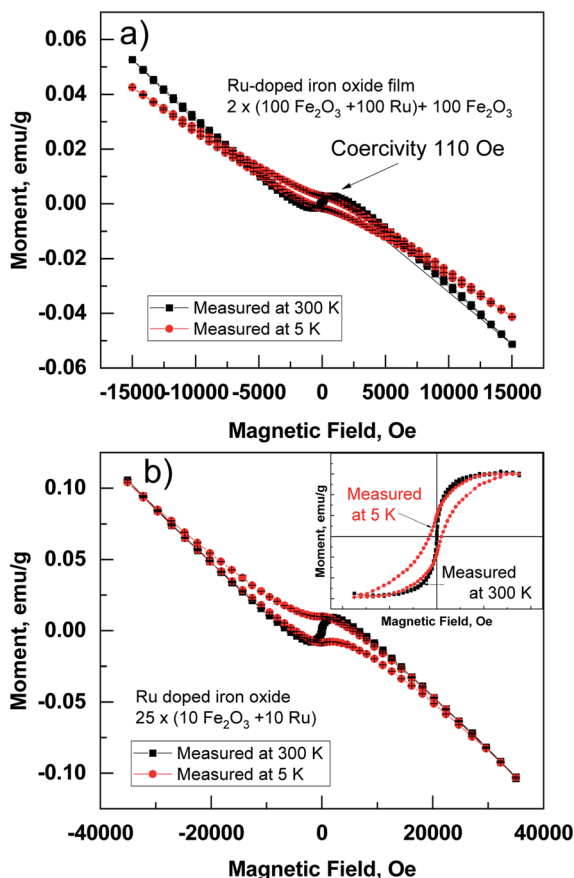 a)
0.06
0.04
0.02
0.00
-0.02
-0.04
-0.06
Moment, emu/g
Ru-doped iron oxide film
2 x (100 Fe₂O₃ +100 Ru)+ 100 Fe₂O₃
Coercivity 110 Oe
Measured at 300 K
Measured at 5 K
-15000 -10000 -5000 0 5000 10000 15000
Magnetic Field, Oe
b)
0.10
0.05
0.00
-0.05
-0.10
Moment, emu/g
Moment, emu/g
Measured
at 5 K
Measured
at 300 K
Magnetic Field, Oe
Ru doped iron oxide
25 x (10 Fe₂O₃ +10 Ru)
Measured at 300 K
Measured at 5 K
-40000 -20000 0 20000 40000
Magnetic Field, Oe